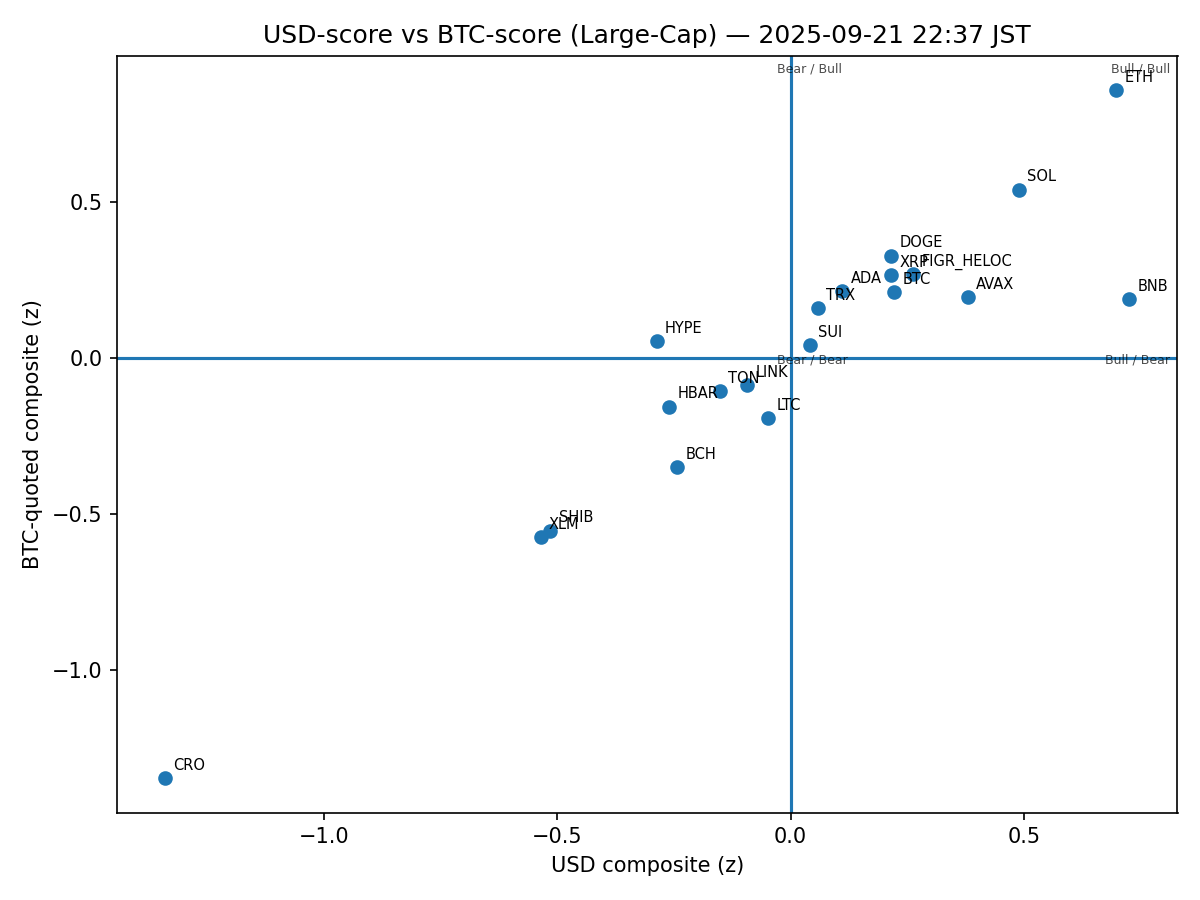 USD-score vs BTC-score (Large-Cap) — 2025-09-21 22:37 JST
Bear / Bull
Bull / Bull
ETH
SOL
0.5
DOGE
XRP
FIGR_HELOC
ADA
BTC
AVAX
BNB
TRX
HYPE
SUI
0.0
Bear / Bear
Bull / Bear
LINK
TON
HBAR
LTC
BCH
−0.5
SHIB
XLM
−1.0
CRO
−1.0
−0.5
0.0
0.5
USD composite (z)
BTC-quoted composite (z)